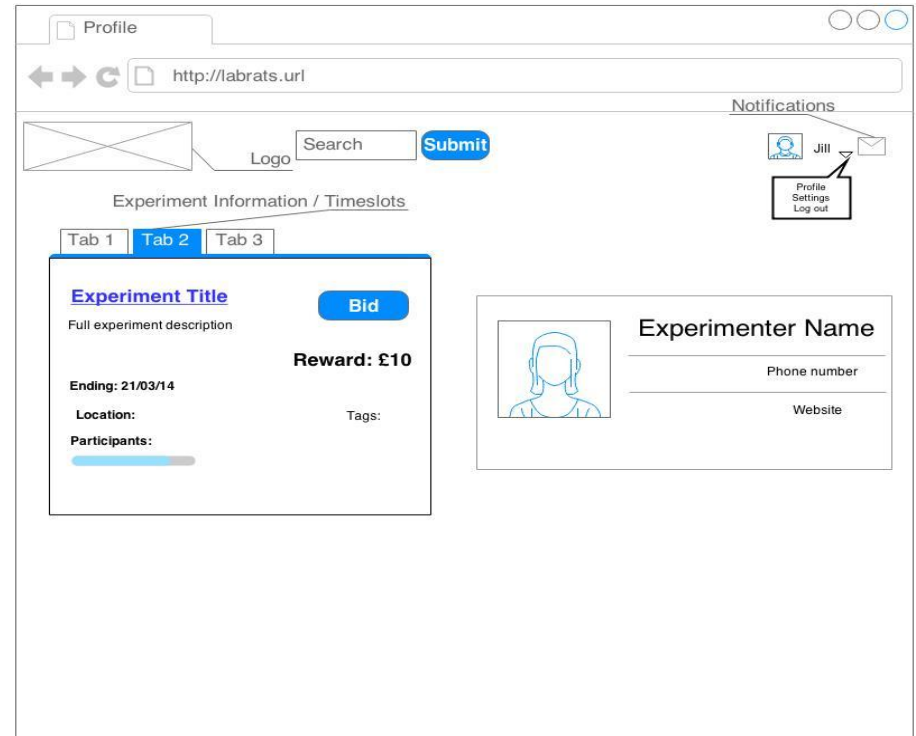 Profile
http://labrats.url
Notifications
Search
Submit
Logo
Jill
Profile
Settings
Log out
Experiment Information / Timeslots
Tab 1
Tab 2
Tab 3
Experiment Title
Bid
Full experiment description
Reward: £10
Ending: 21/03/14
Location:
Tags:
Participants:
Experimenter Name
Phone number
Website